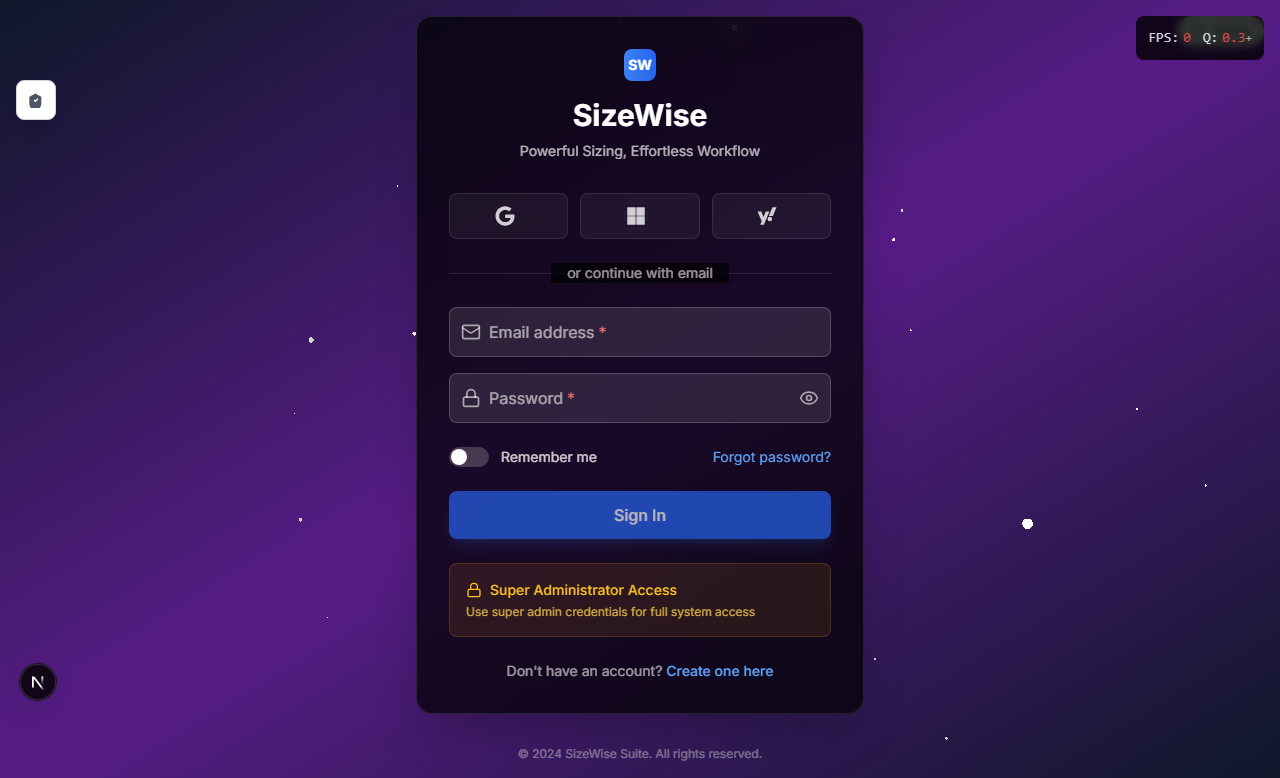 FPS: 0 Q: 0.3+
SW
SizeWise
Powerful Sizing, Effortless Workflow
G y!
or continue with email
Email address *
Password *
Remember me Forgot password?
Sign In
Super Administrator Access
Use super admin credentials for full system access
Don't have an account? Create one here
N
© 2024 SizeWise Suite. All rights reserved.